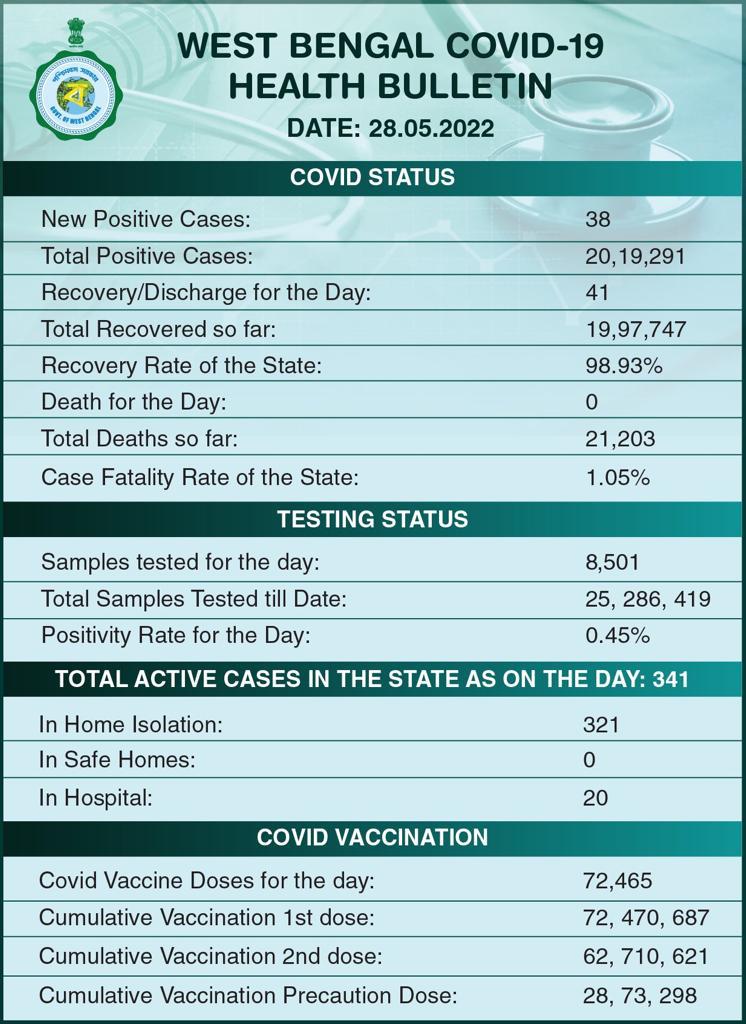 পশ্চিমবঙ্গ সরকার
ব
GOVT. OF WEST BENGAL
WEST BENGAL COVID-19
HEALTH BULLETIN
DATE: 28.05.2022
COVID STATUS
New Positive Cases: 38
Total Positive Cases: 20,19,291
Recovery/Discharge for the Day: 41
Total Recovered so far: 19,97,747
Recovery Rate of the State: 98.93%
Death for the Day: 0
Total Deaths so far: 21,203
Case Fatality Rate of the State: 1.05%
TESTING STATUS
Samples tested for the day: 8,501
Total Samples Tested till Date: 25, 286, 419
Positivity Rate for the Day: 0.45%
TOTAL ACTIVE CASES IN THE STATE AS ON THE DAY: 341
In Home Isolation: 321
In Safe Homes: 0
In Hospital: 20
COVID VACCINATION
Covid Vaccine Doses for the day: 72,465
Cumulative Vaccination 1st dose: 72, 470, 687
Cumulative Vaccination 2nd dose: 62, 710, 621
Cumulative Vaccination Precaution Dose: 28, 73, 298